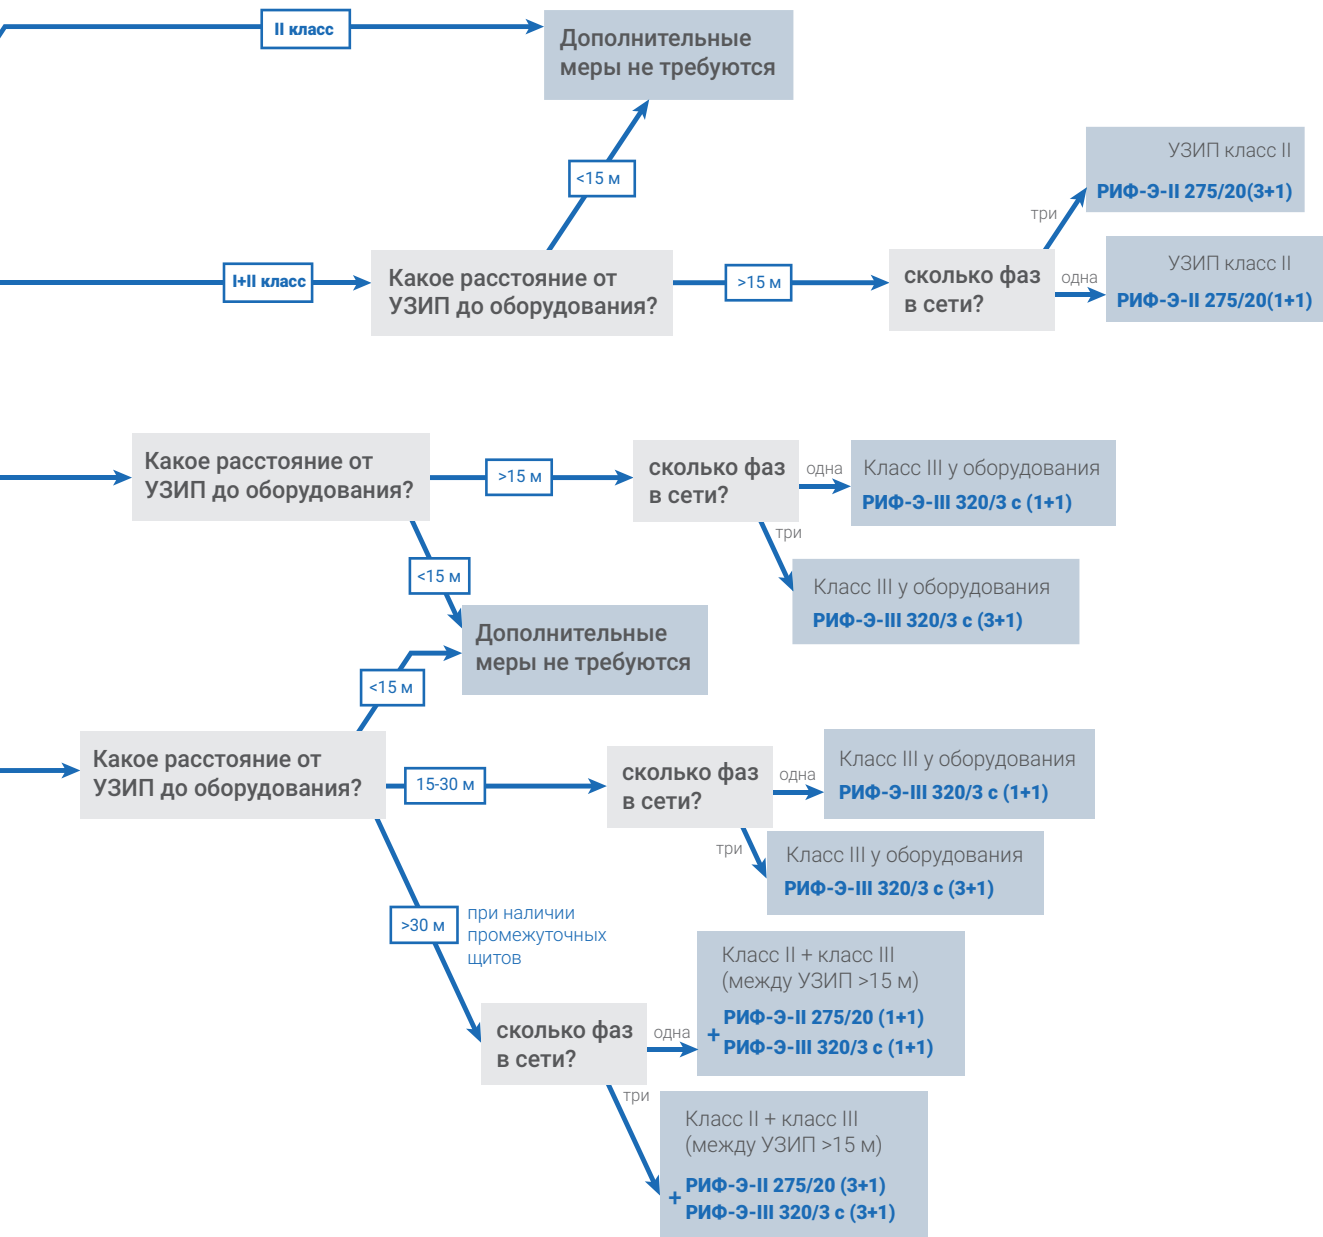 II класс
Дополнительные
меры не требуются
<15 м
УЗИП класс II
РИФ-Э-II 275/20(3+1)
три
I+II класс
Какое расстояние от
УЗИП до оборудования?
>15 м
сколько фаз
в сети?
одна
УЗИП класс II
РИФ-Э-II 275/20(1+1)
Какое расстояние от
УЗИП до оборудования?
>15 м
сколько фаз
в сети?
одна
Класс III у оборудования
РИФ-Э-III 320/3 с (1+1)
три
Класс III у оборудования
РИФ-Э-III 320/3 с (3+1)
<15 м
Дополнительные
меры не требуются
<15 м
Какое расстояние от
УЗИП до оборудования?
15-30 м
сколько фаз
в сети?
одна
Класс III у оборудования
РИФ-Э-III 320/3 с (1+1)
три
Класс III у оборудования
РИФ-Э-III 320/3 с (3+1)
>30 м
при наличии
промежуточных
щитов
сколько фаз
в сети?
одна
Класс II + класс III
(между УЗИП >15 м)
РИФ-Э-II 275/20 (1+1)
+
РИФ-Э-III 320/3 с (1+1)
три
Класс II + класс III
(между УЗИП >15 м)
РИФ-Э-II 275/20 (3+1)
+
РИФ-Э-III 320/3 с (3+1)